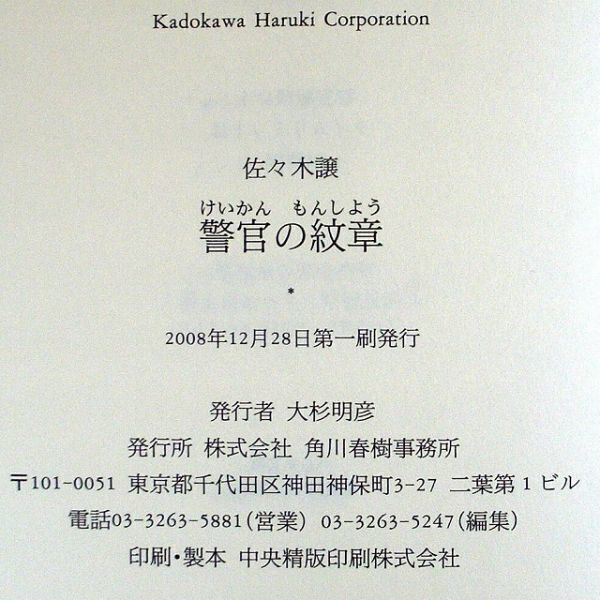 Kadokawa Haruki Corporation
佐々木譲
けいかん もんしよう
警官の紋章
*
2008年12月28日第一刷発行
発行者 大杉明彦
発行所 株式会社 角川春樹事務所
〒101-0051 東京都千代田区神田神保町3-27 二葉第1ビル
電話03-3263-5881(営業) 03-3263-5247(編集)
印刷・製本 中央精版印刷株式会社